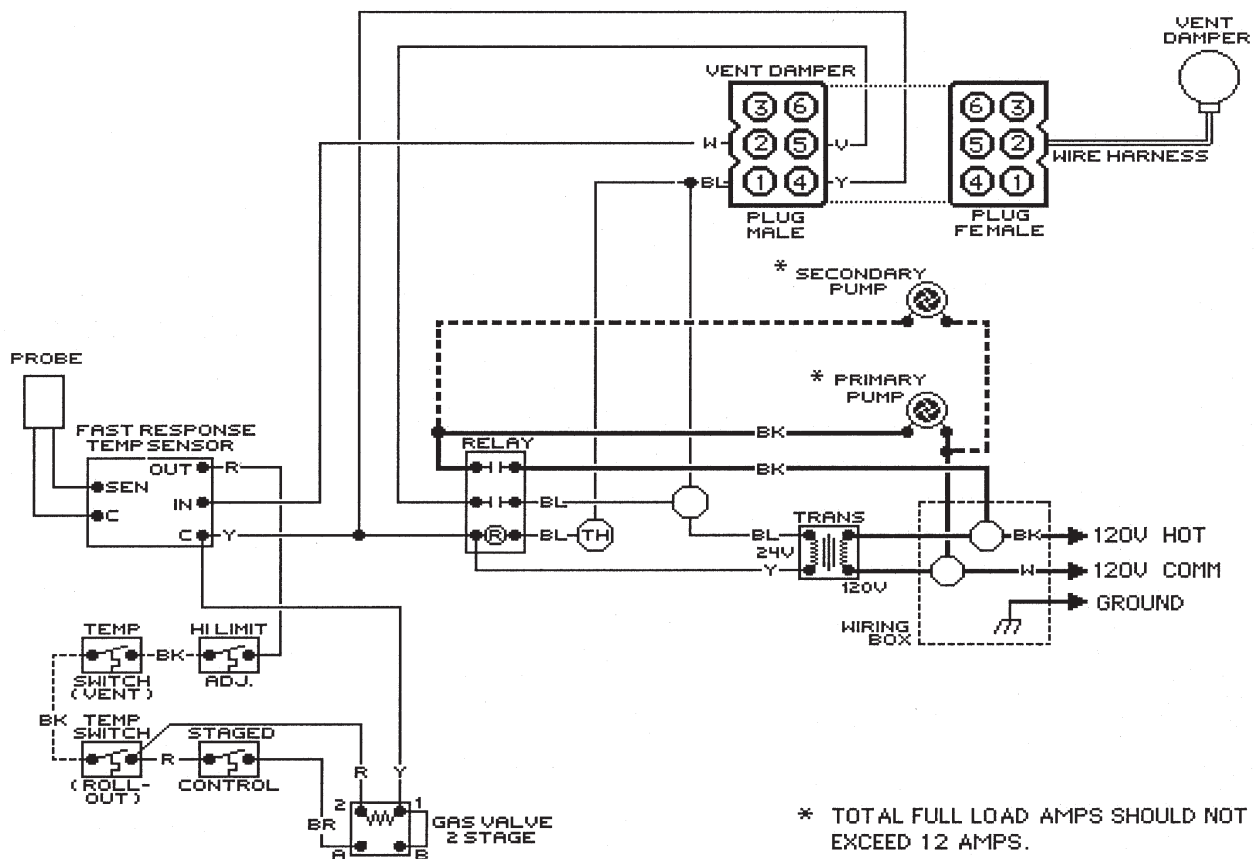 VENT
DAMPER
VENT DAMPER
3 6
6 3
W 2 5 V
5 2
WIRE HARNESS
BL 1 4 Y
4 1
PLUG
MALE
PLUG
FEMALE
* SECONDARY
PUMP
PROBE
* PRIMARY
PUMP
FAST RESPONSE
TEMP SENSOR
BK
RELAY
OUT R
BK
SEN
IN
BL
C
C Y
R BL TH
BL
TRANS
24V
Y
120V
BK 120V HOT
W 120V COMM
GROUND
WIRING
BOX
TEMP
SWITCH
(VENT)
BK
HI LIMIT
ADJ.
BK
TEMP
SWITCH
(ROLL-
OUT)
R
STAGED
CONTROL
R Y
2 1
BR
A B
GAS VALVE
2 STAGE
* TOTAL FULL LOAD AMPS SHOULD NOT
EXCEED 12 AMPS.